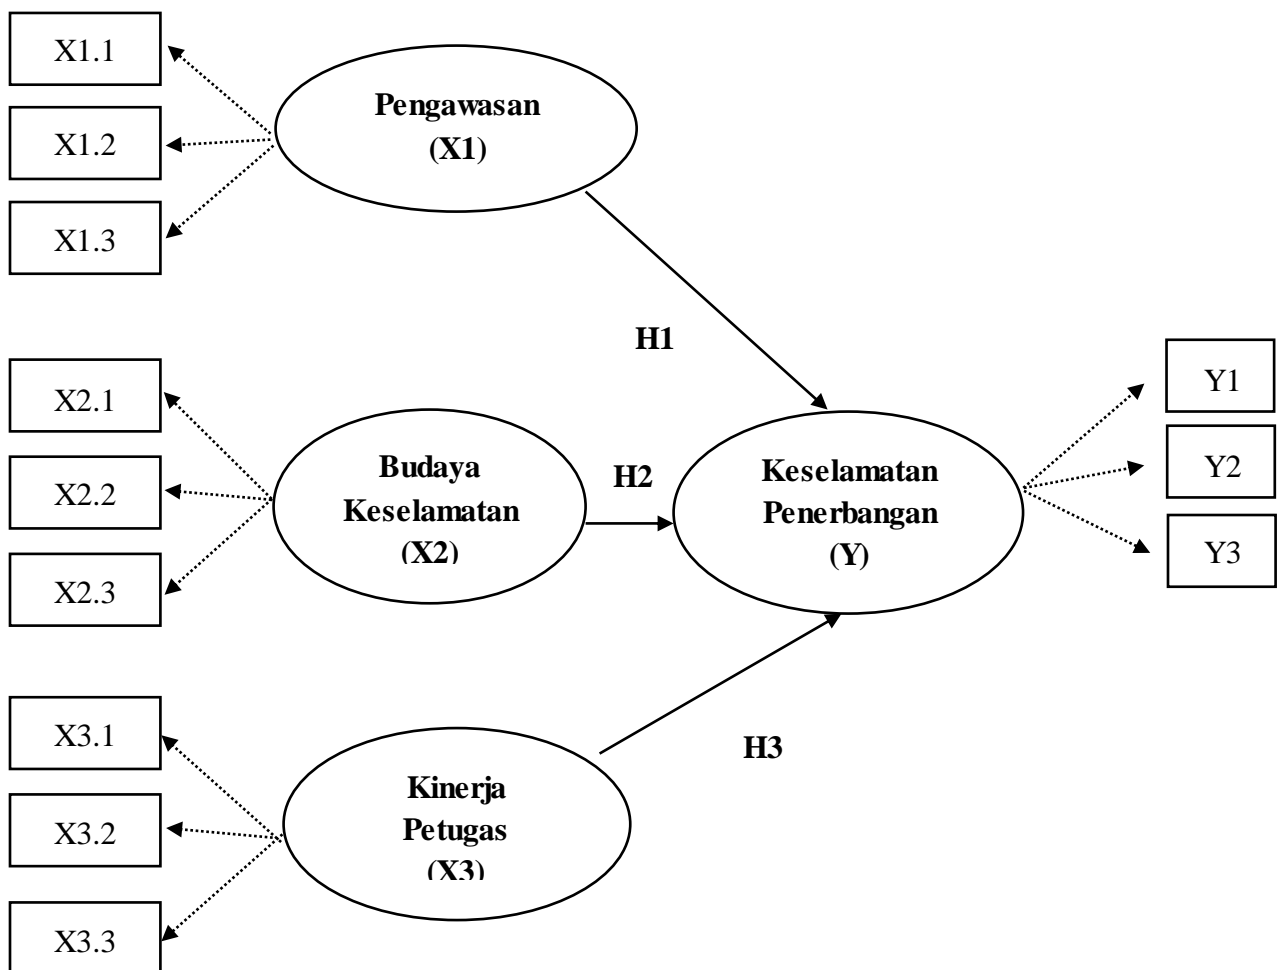 X1.1
X1.2
X1.3
Pengawasan
(X1)
H1
X2.1
X2.2
X2.3
Budaya
Keselamatan
(X2)
H2
Keselamatan
Penerbangan
(Y)
Y1
Y2
Y3
X3.1
X3.2
X3.3
Kinerja
Petugas
(X3)
H3